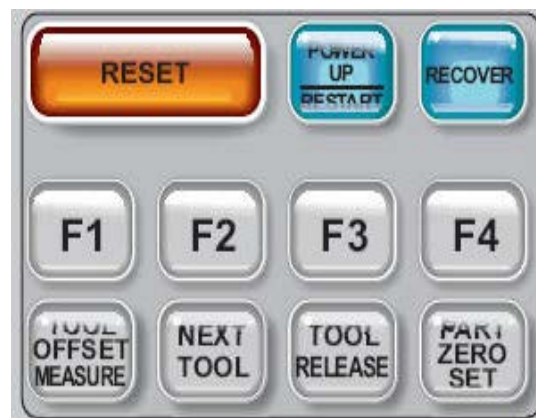 RESET
POWER
UP
RESTART
RECOVER
F1
F2
F3
F4
TOOL
OFFSET
MEASURE
NEXT
TOOL
TOOL
RELEASE
PART
ZERO
SET